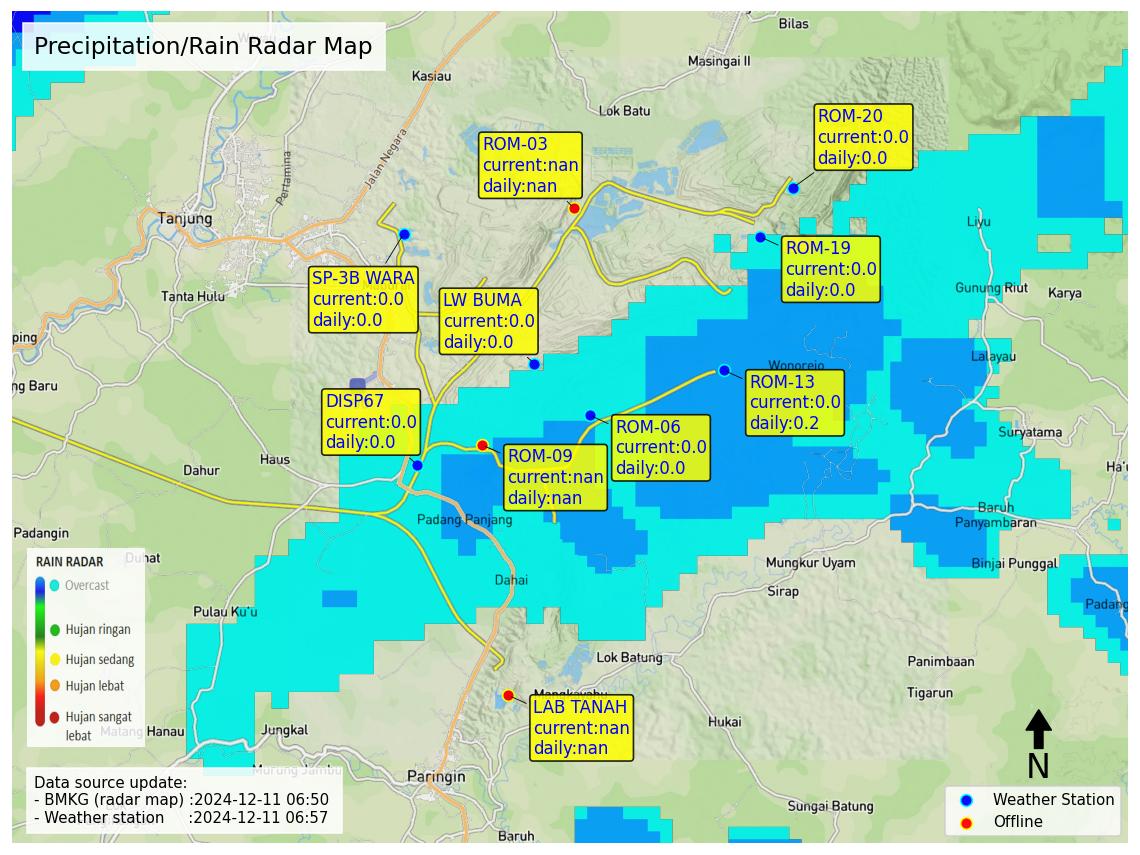 Precipitation/Rain Radar Map
Bilas
Masingai II
Kasiau
Lok Batu
ROM-20
current:0.0
daily:0.0
ROM-03
current:nan
daily:nan
Jalan Negara
Pertamina
Tanjung
Liyu
ROM-19
current:0.0
daily:0.0
SP-3B WARA
current:0.0
daily:0.0
LW BUMA
current:0.0
daily:0.0
Tanta Hulu
Gunung Riut
Karya
ping
Lalayau
Wonorejo
ng Baru
ROM-13
current:0.0
daily:0.2
DISP67
current:0.0
daily:0.0
ROM-06
current:0.0
daily:0.0
Suryatama
ROM-09
current:nan
daily:nan
Haus
Dahur
Ha'u
Baruh
Panyambaran
Padang Panjang
Padangin
Duhat
Mungkur Uyam
Binjai Punggal
Dahai
Sirap
Padang
Pulau Ku'u
RAIN RADAR
Overcast
Hujan ringan
Hujan sedang
Hujan lebat
Hujan sangat
lebat
Lok Batung
Panimbaan
Tigarun
Mangkayahu
LAB TANAH
current:nan
daily:nan
Hukai
Matang Hanau
Jungkal
Murung Jambu
Paringin
N
Data source update:
- BMKG (radar map) :2024-12-11 06:50
- Weather station :2024-12-11 06:57
Sungai Batung
Baruh
Weather Station
Offline